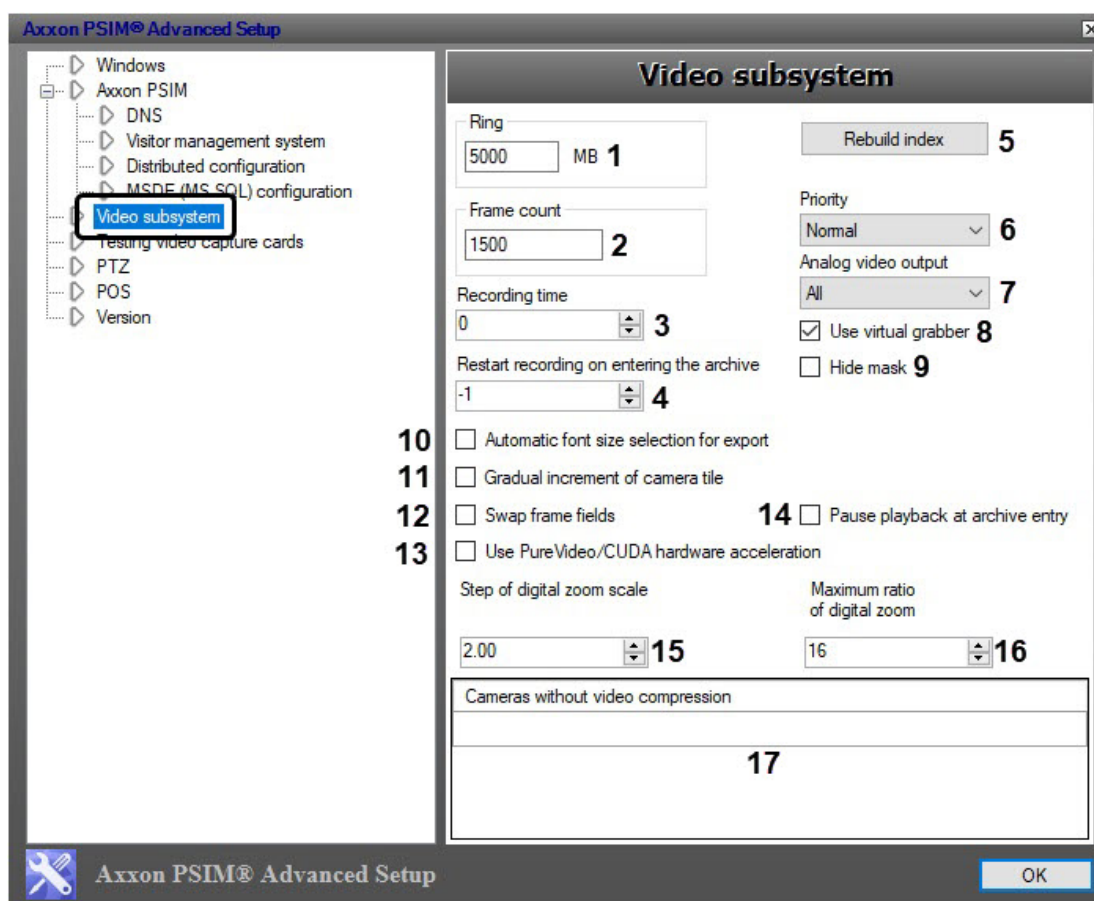 Axxon PSIM® Advanced Setup
Windows
Axxon PSIM
DNS
Visitor management system
Distributed configuration
MSDE (MS SQL) configuration
Video subsystem
Testing video capture cards
PTZ
POS
Version
Video subsystem
Ring
5000 MB 1
Rebuild index 5
Frame count
1500 2
Priority
Normal 6
Analog video output
All 7
Recording time
0 3
Use virtual grabber 8
Restart recording on entering the archive
Hide mask 9
-1 4
10 Automatic font size selection for export
11 Gradual increment of camera tile
12 Swap frame fields
14 Pause playback at archive entry
13 Use PureVideo/CUDA hardware acceleration
Step of digital zoom scale
Maximum ratio
of digital zoom
2.00 15
16 16
Cameras without video compression
17
Axxon PSIM® Advanced Setup
OK